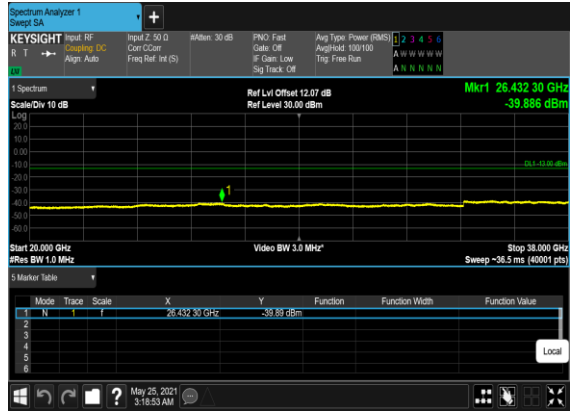 Spectrum Analyzer 1
Swept SA
+
KEYSIGHT
R T
Input: RF
Coupling: DC
Align: Auto
Input Z: 50 Ω
Corr CCorr
Freq Ref: Int (S)
#Atten: 30 dB
PNO: Fast
Gate: Off
IF Gain: Low
Sig Track: Off
Avg Type: Power (RMS)
Avg|Hold: 100/100
Trig: Free Run
1 2 3 4 5 6
A W W W W W
A N N N N N
1 Spectrum
Scale/Div 10 dB
Ref Lvl Offset 12.07 dB
Ref Level 30.00 dBm
Mkr1 26.432 30 GHz
-39.886 dBm
Log
20.0
10.0
0.00
-10.0
DL1 -13.00 dBm
-20.0
-30.0
1
-40.0
-50.0
-60.0
Start 20.000 GHz
#Res BW 1.0 MHz
Video BW 3.0 MHz*
Stop 38.000 GHz
Sweep ~36.5 ms (40001 pts)
5 Marker Table
Mode Trace Scale X Y Function Function Width Function Value
1 N 1 f 26.432 30 GHz -39.89 dBm
2
3
4
5
6
Local
?
May 25, 2021
3:18:53 AM